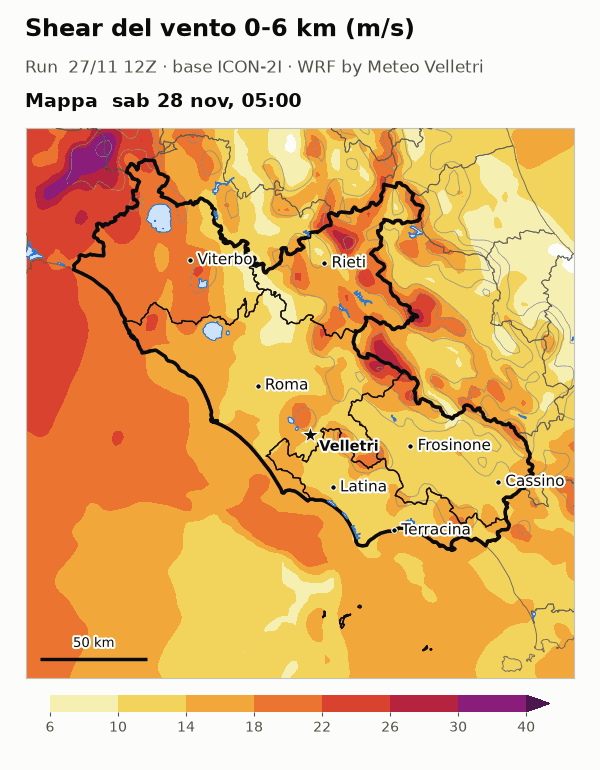 Shear del vento 0-6 km (m/s)
Run  27/11 12Z · base ICON-2I · WRF by Meteo Velletri
Mappa  sab 28 nov, 05:00
Viterbo
Rieti
Roma
Velletri
Frosinone
Cassino
Latina
Terracina
50 km
6 10 14 18 22 26 30 40